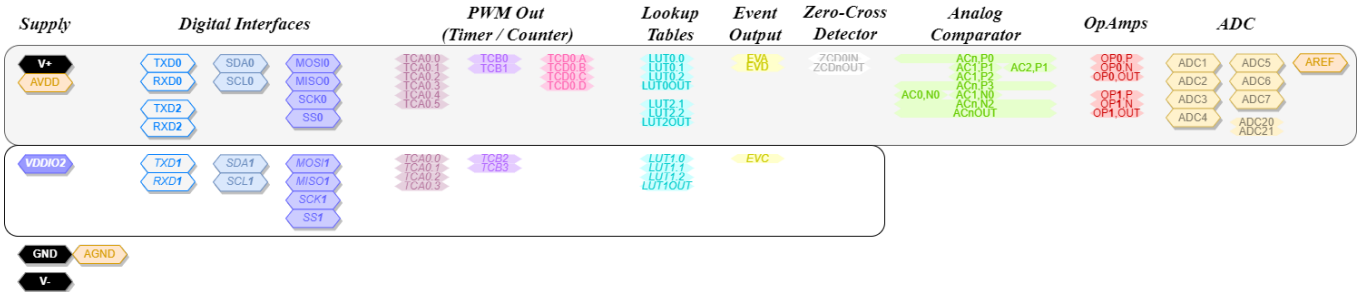 Supply
Digital Interfaces
PWM Out
(Timer / Counter)
Lookup
Tables
Event
Output
Zero-Cross
Detector
Analog
Comparator
OpAmps
ADC
V+
AVDD
TXD0
RXD0
TXD2
RXD2
SDA0
SCL0
MOSI0
MISO0
SCK0
SS0
TCA0.0
TCA0.1
TCA0.2
TCA0.3
TCA0.4
TCA0.5
TCB0
TCB1
TCD0.A
TCD0.B
TCD0.C
TCD0.D
LUT0.0
LUT0.1
LUT0.2
LUT0OUT
LUT2.1
LUT2.2
LUT2OUT
EVA
EVD
ZCD0IN
ZCDnOUT
ACn,P0
AC1,P1 AC2,P1
AC1,P2
ACn,P3
AC0,N0 AC1,N0
ACn,N2
ACnOUT
OP0,P
OP0,N
OP0,OUT
OP1,P
OP1,N
OP1,OUT
ADC1
ADC2
ADC3
ADC4
ADC5
ADC6
ADC7
ADC20
ADC21
AREF
VDDIO2
TXD1
RXD1
SDA1
SCL1
MOSI1
MISO1
SCK1
SS1
TCA0.0
TCA0.1
TCA0.2
TCA0.3
TCB2
TCB3
LUT1.0
LUT1.1
LUT1.2
LUT1OUT
EVC
GND AGND
V-